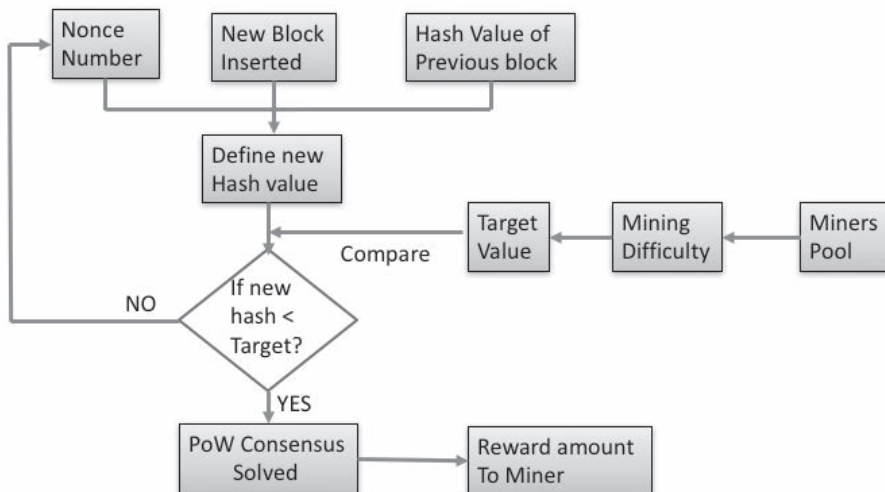 Nonce
Number
New Block
Inserted
Hash Value of
Previous block
Define new
Hash value
Target
Value
Mining
Difficulty
Miners
Pool
Compare
NO
If new
hash <
Target?
YES
PoW Consensus
Solved
Reward amount
To Miner